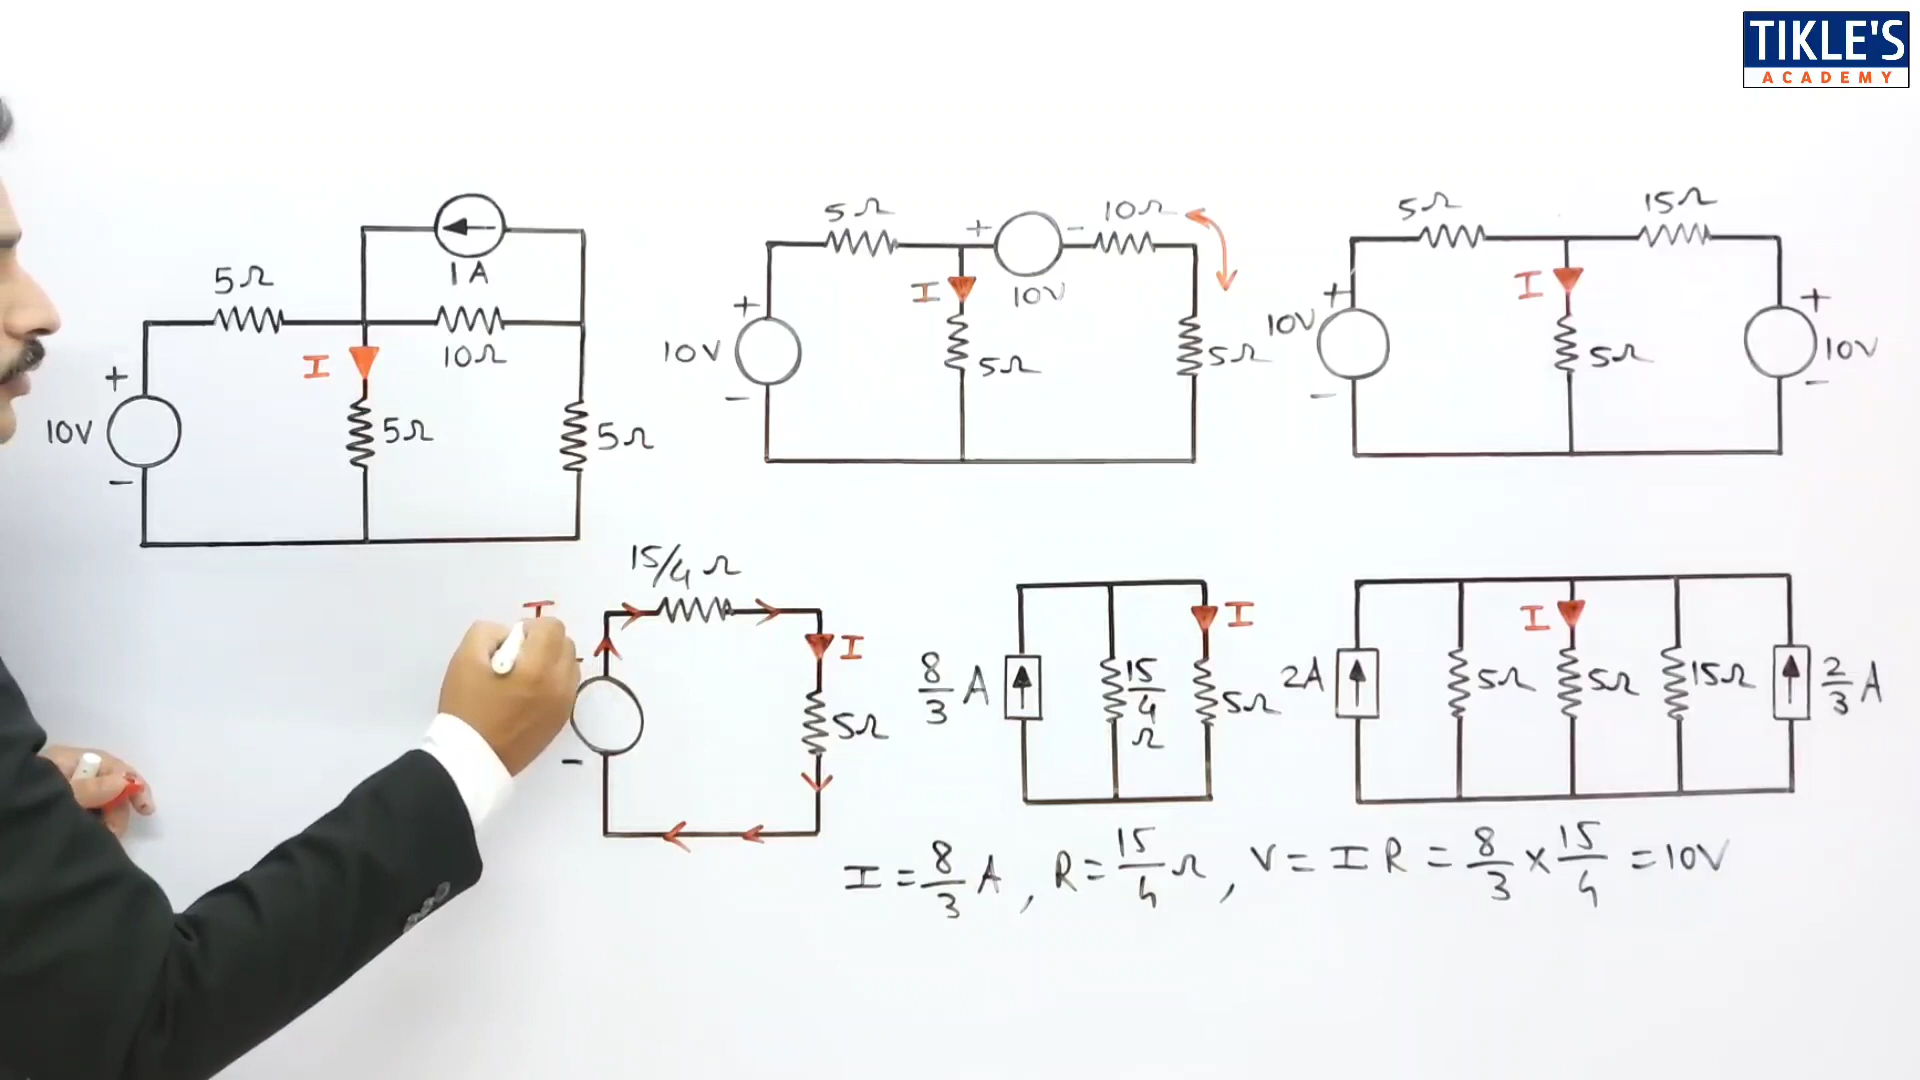 TIKLE'S
ACADEMY
1A
5Ω
10Ω
I
+
10V
-
5Ω
5Ω
5Ω
+
-
10Ω
10V
I
+
10V
-
5Ω
5Ω
5Ω
15Ω
I
+
10V
-
5Ω
+
10V
-
15/4 Ω
I
I
5Ω
-
8/3 A
15/4 Ω
I
5Ω
2A
5Ω
I
5Ω
15Ω
2/3 A
I = 8/3 A , R = 15/4 Ω , V = I R = 8/3 × 15/4 = 10V